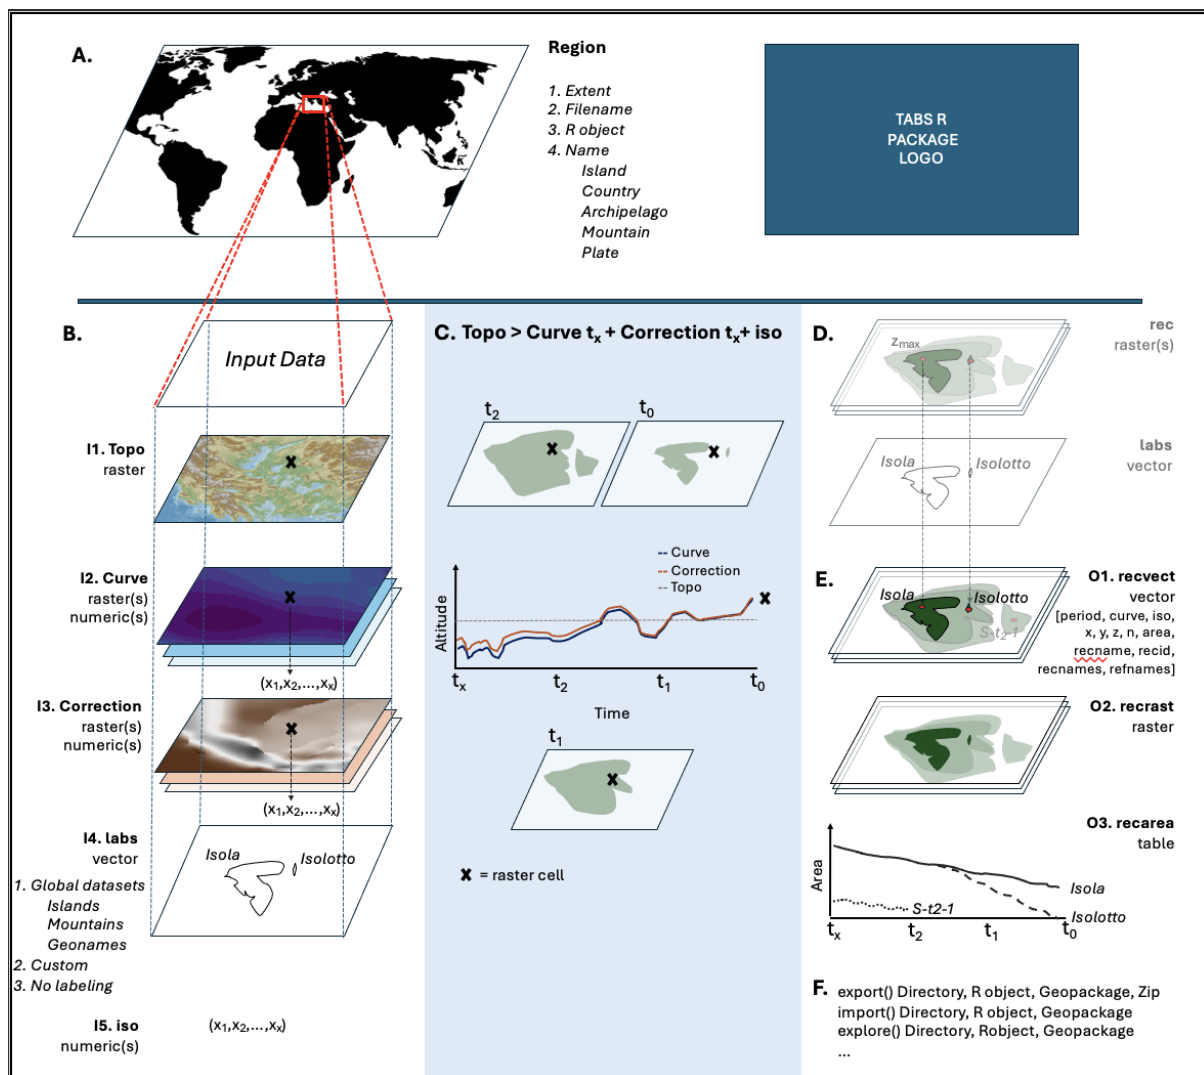 A.
Region
1. Extent
2. Filename
3. R object
4. Name
Island
Country
Archipelago
Mountain
Plate
TABS R
PACKAGE
LOGO
B.
Input Data
I1. Topo
raster
I2. Curve
raster(s)
numeric(s)
(x1,x2,...,xx)
I3. Correction
raster(s)
numeric(s)
(x1,x2,...,xx)
I4. labs
vector
Isola
Isolotto
1. Global datasets
Islands
Mountains
Geonames
2. Custom
3. No labeling
I5. iso
numeric(s)
(x1,x2,...,xx)
C. Topo > Curve tx + Correction tx+ iso
t2
t0
Curve
Correction
Topo
Altitude
tx
t2
t1
t0
Time
t1
x = raster cell
D.
rec
raster(s)
zmax
labs
vector
Isola
Isolotto
E.
O1. recvect
vector
[period, curve, iso,
x, y, z, n, area,
recname, recid,
recnames, refnames]
Isola
Isolotto
S-t2-1
O2. recrast
raster
O3. recarea
table
Area
Isola
S-t2-1
Isolotto
tx
t2
t1
t0
F.
export() Directory, R object, Geopackage, Zip
import() Directory, R object, Geopackage
explore() Directory, Robject, Geopackage
...